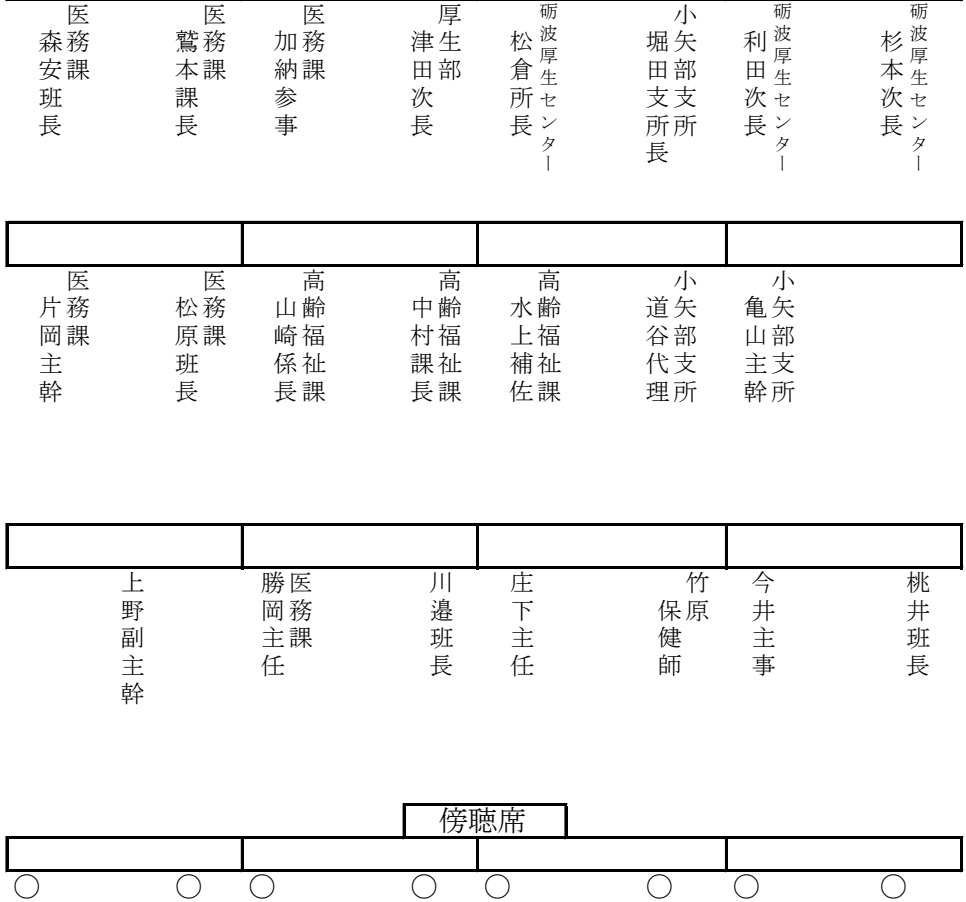 砺波厚生センター
杉本次長
砺波厚生センター
利田次長
小矢部支所
堀田支所長
砺波厚生センター
松倉所長
厚生部
津田次長
医務課
加納参事
医務課
鷲本課長
医務課
森安班長
小矢部支所
亀山主幹
小矢部支所
道谷代理
高齢福祉課
水上補佐
高齢福祉課
中村課長
高齢福祉課
山崎係長
医務課
松原班長
医務課
片岡主幹
桃井班長
今井主事
竹原
保健師
庄下主任
川邉班長
医務課
勝岡主任
上野副主幹
傍聴席
○ ○ ○ ○ ○ ○ ○ ○